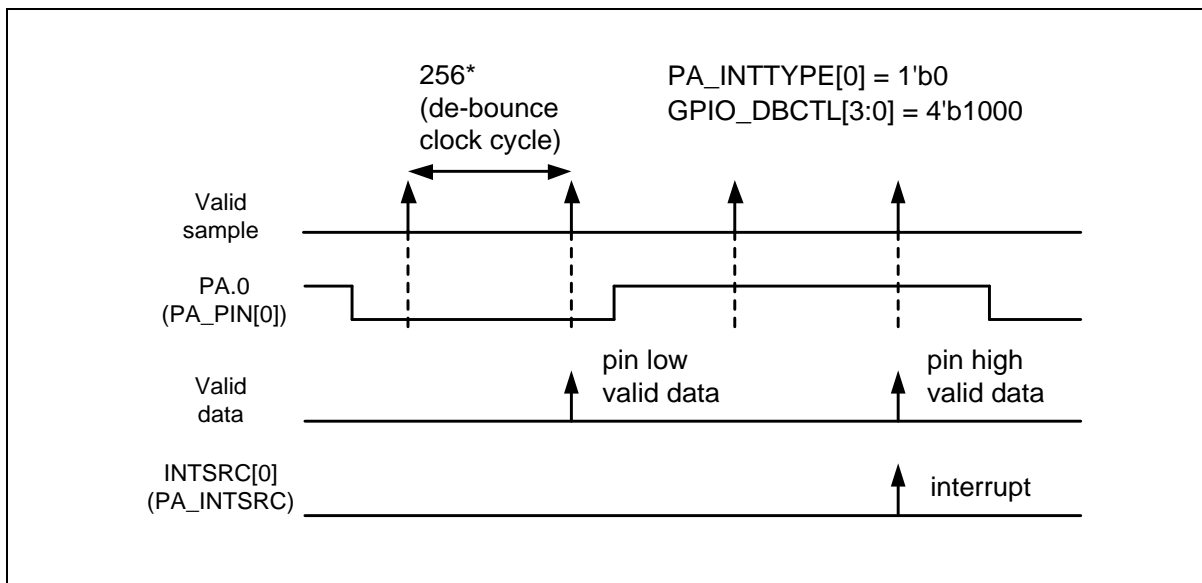 256*
(de-bounce
clock cycle)
PA_INTTYPE[0] = 1'b0
GPIO_DBCTL[3:0] = 4'b1000
Valid
sample
PA.0
(PA_PIN[0])
Valid
data
pin low
valid data
pin high
valid data
INTSRC[0]
(PA_INTSRC)
interrupt